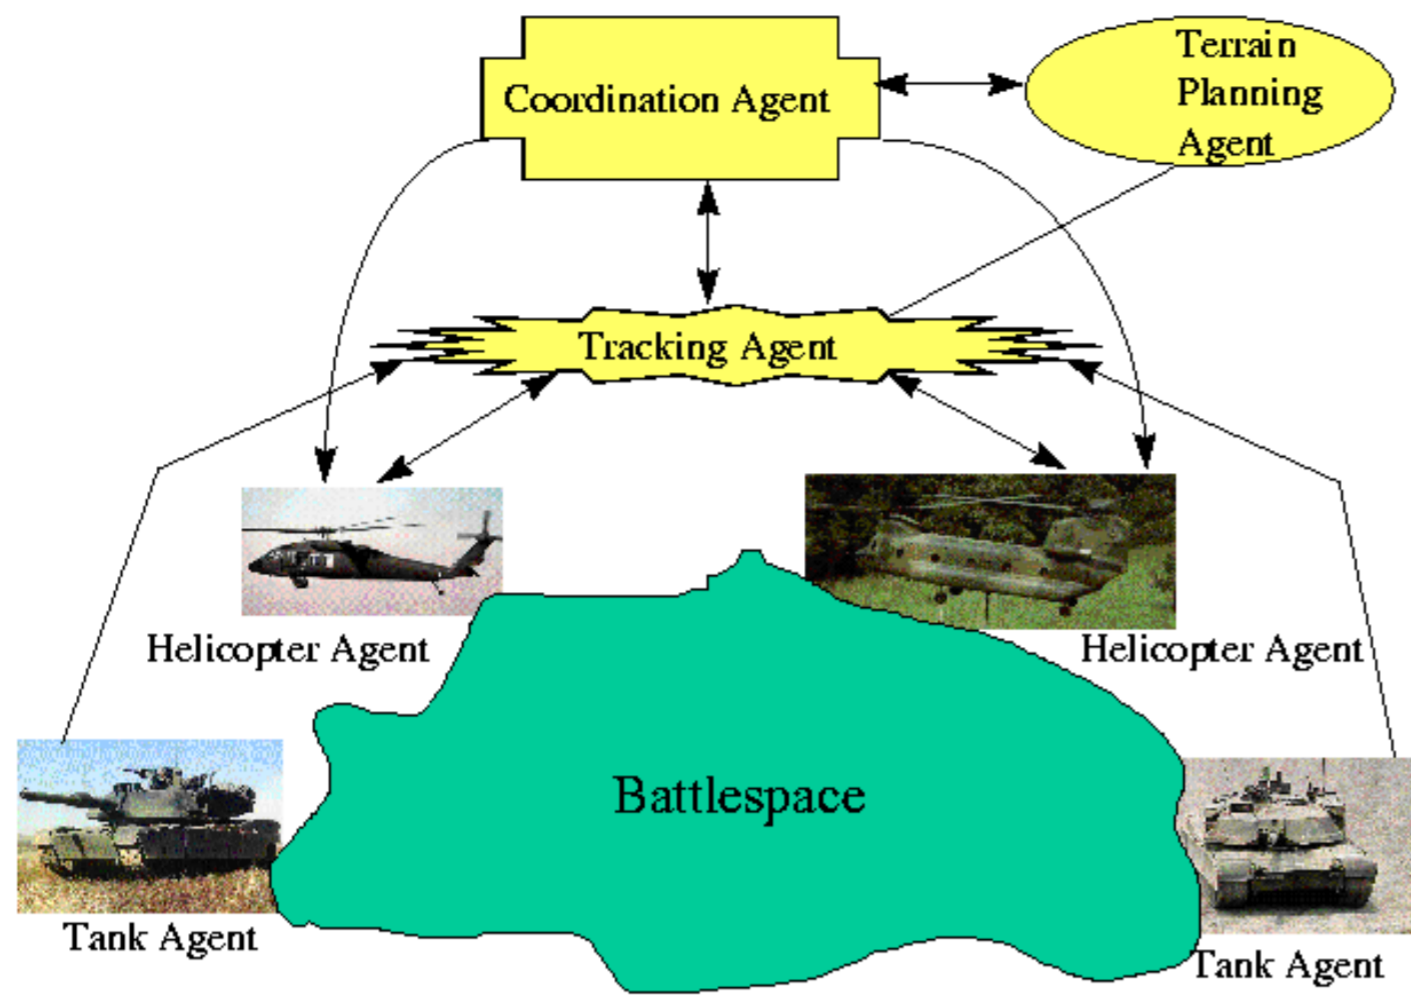 Coordination Agent
Terrain
Planning
Agent
Tracking Agent
Helicopter Agent
Helicopter Agent
Battlespace
Tank Agent
Tank Agent